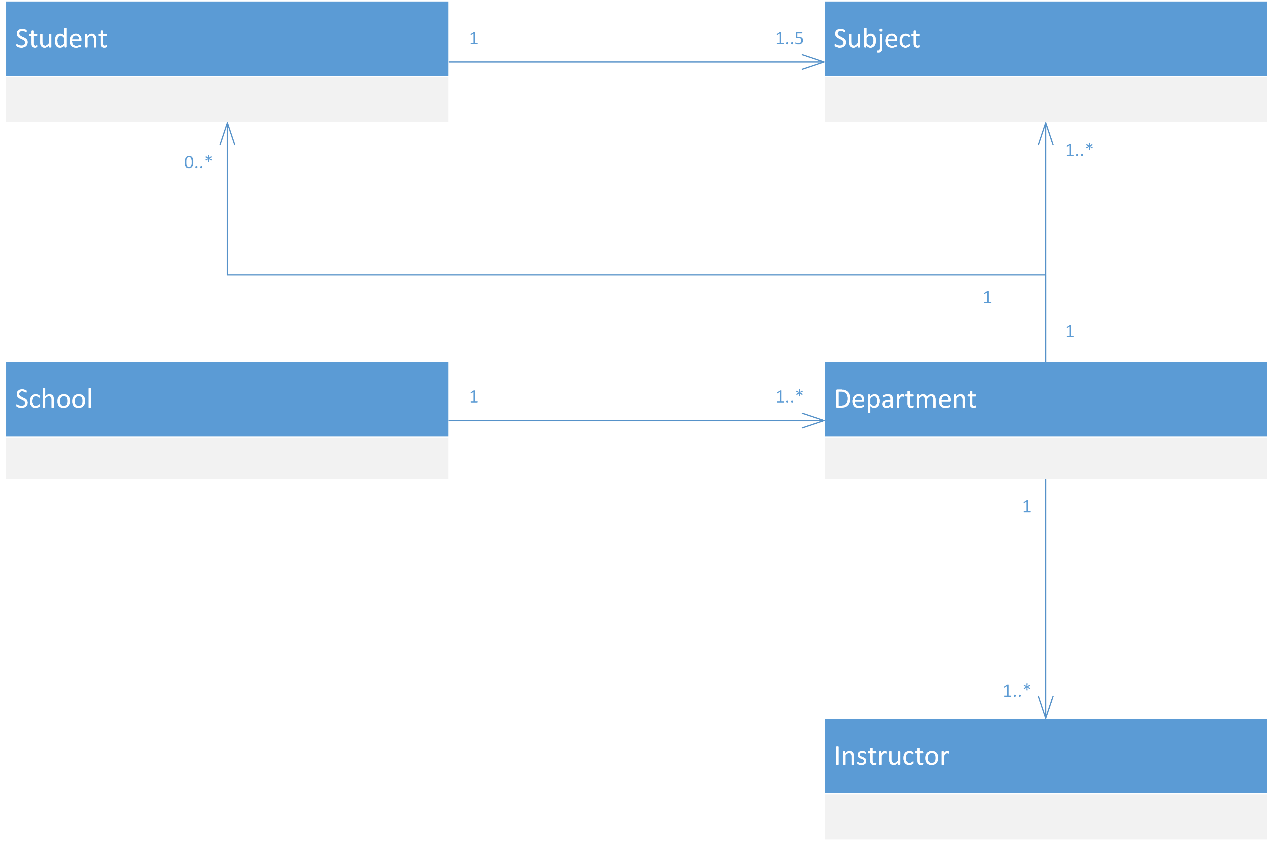 Student
1
1..5
Subject
0..*
1..*
1
1
School
1
1..*
Department
1
1..*
Instructor